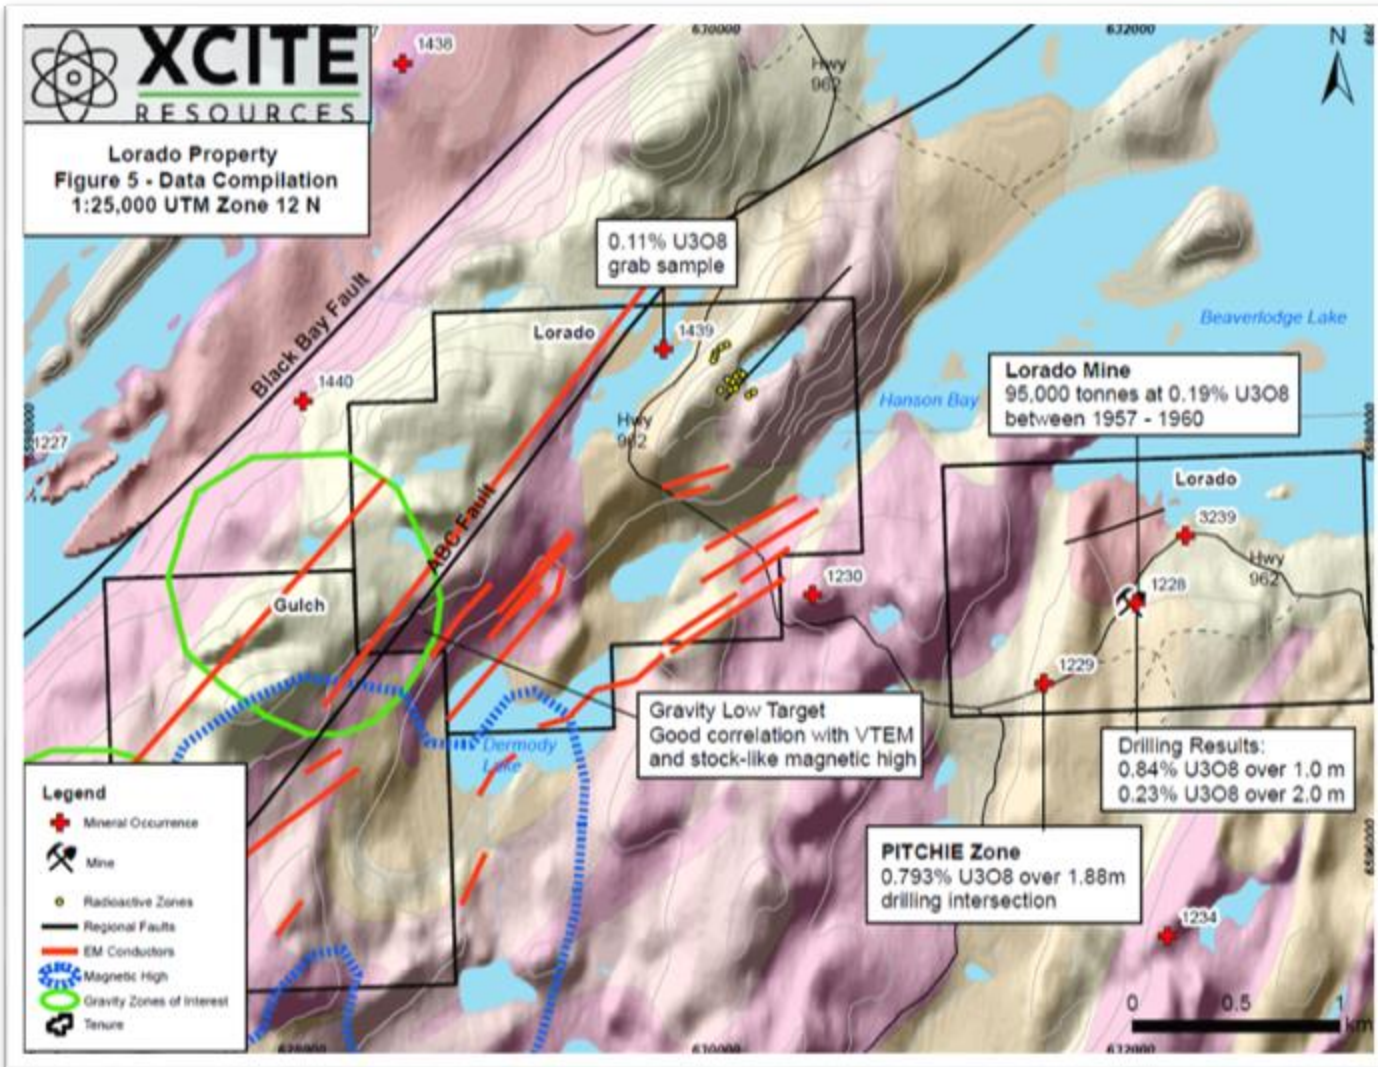 XCITE
RESOURCES
Lorado Property
Figure 5 - Data Compilation
1:25,000 UTM Zone 12 N
1438
630000
632000
N
Hwy
962
0.11% U3O8
grab sample
Black Bay Fault
Lorado
1439
1440
Beaverlodge Lake
Lorado Mine
95,000 tonnes at 0.19% U3O8
between 1957 - 1960
Hanson Bay
Hwy
962
1227
Lorado
3239
Hwy
962
ABC Fault
1230
1228
Gulch
1229
Gravity Low Target
Good correlation with VTEM
and stock-like magnetic high
Dermody
Lake
Drilling Results:
0.84% U3O8 over 1.0 m
0.23% U3O8 over 2.0 m
PITCHIE Zone
0.793% U3O8 over 1.88m
drilling intersection
1234
Legend
Mineral Occurrence
Mine
Radioactive Zones
Regional Faults
EM Conductors
Magnetic High
Gravity Zones of Interest
Tenure
0 0.5 1
km
628000
630000
632000